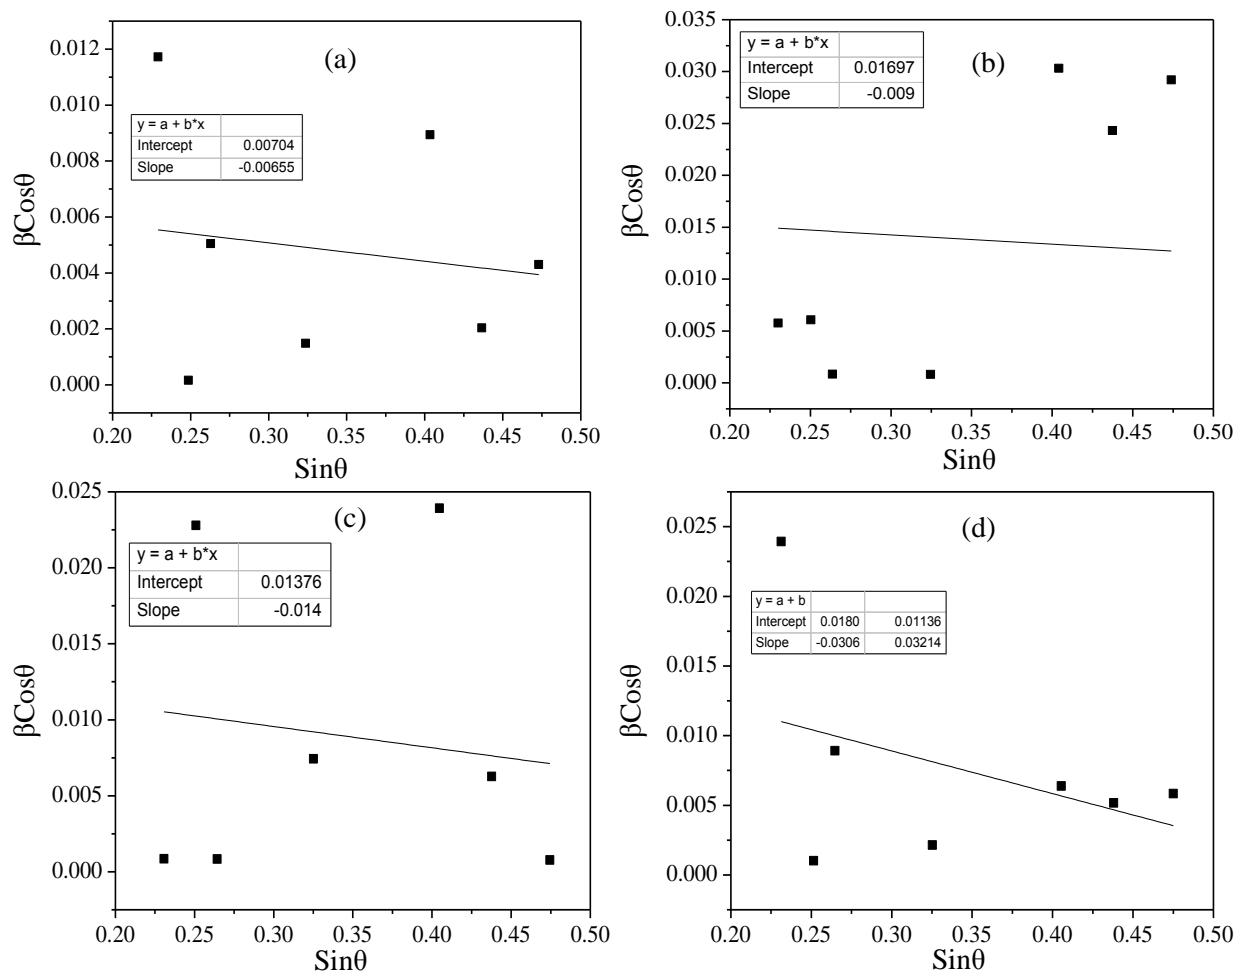 (a)
βCosθ
0.012
0.010
0.008
0.006
0.004
0.002
0.000
y = a + b*x
Intercept 0.00704
Slope -0.00655
0.20 0.25 0.30 0.35 0.40 0.45 0.50
Sinθ
(b)
βCosθ
0.035
0.030
0.025
0.020
0.015
0.010
0.005
0.000
y = a + b*x
Intercept 0.01697
Slope -0.009
0.20 0.25 0.30 0.35 0.40 0.45 0.50
Sinθ
(c)
βCosθ
0.025
0.020
0.015
0.010
0.005
0.000
y = a + b*x
Intercept 0.01376
Slope -0.014
0.20 0.25 0.30 0.35 0.40 0.45 0.50
Sinθ
(d)
βCosθ
0.025
0.020
0.015
0.010
0.005
0.000
y = a + b
Intercept 0.0180 0.01136
Slope -0.0306 0.03214
0.20 0.25 0.30 0.35 0.40 0.45 0.50
Sinθ